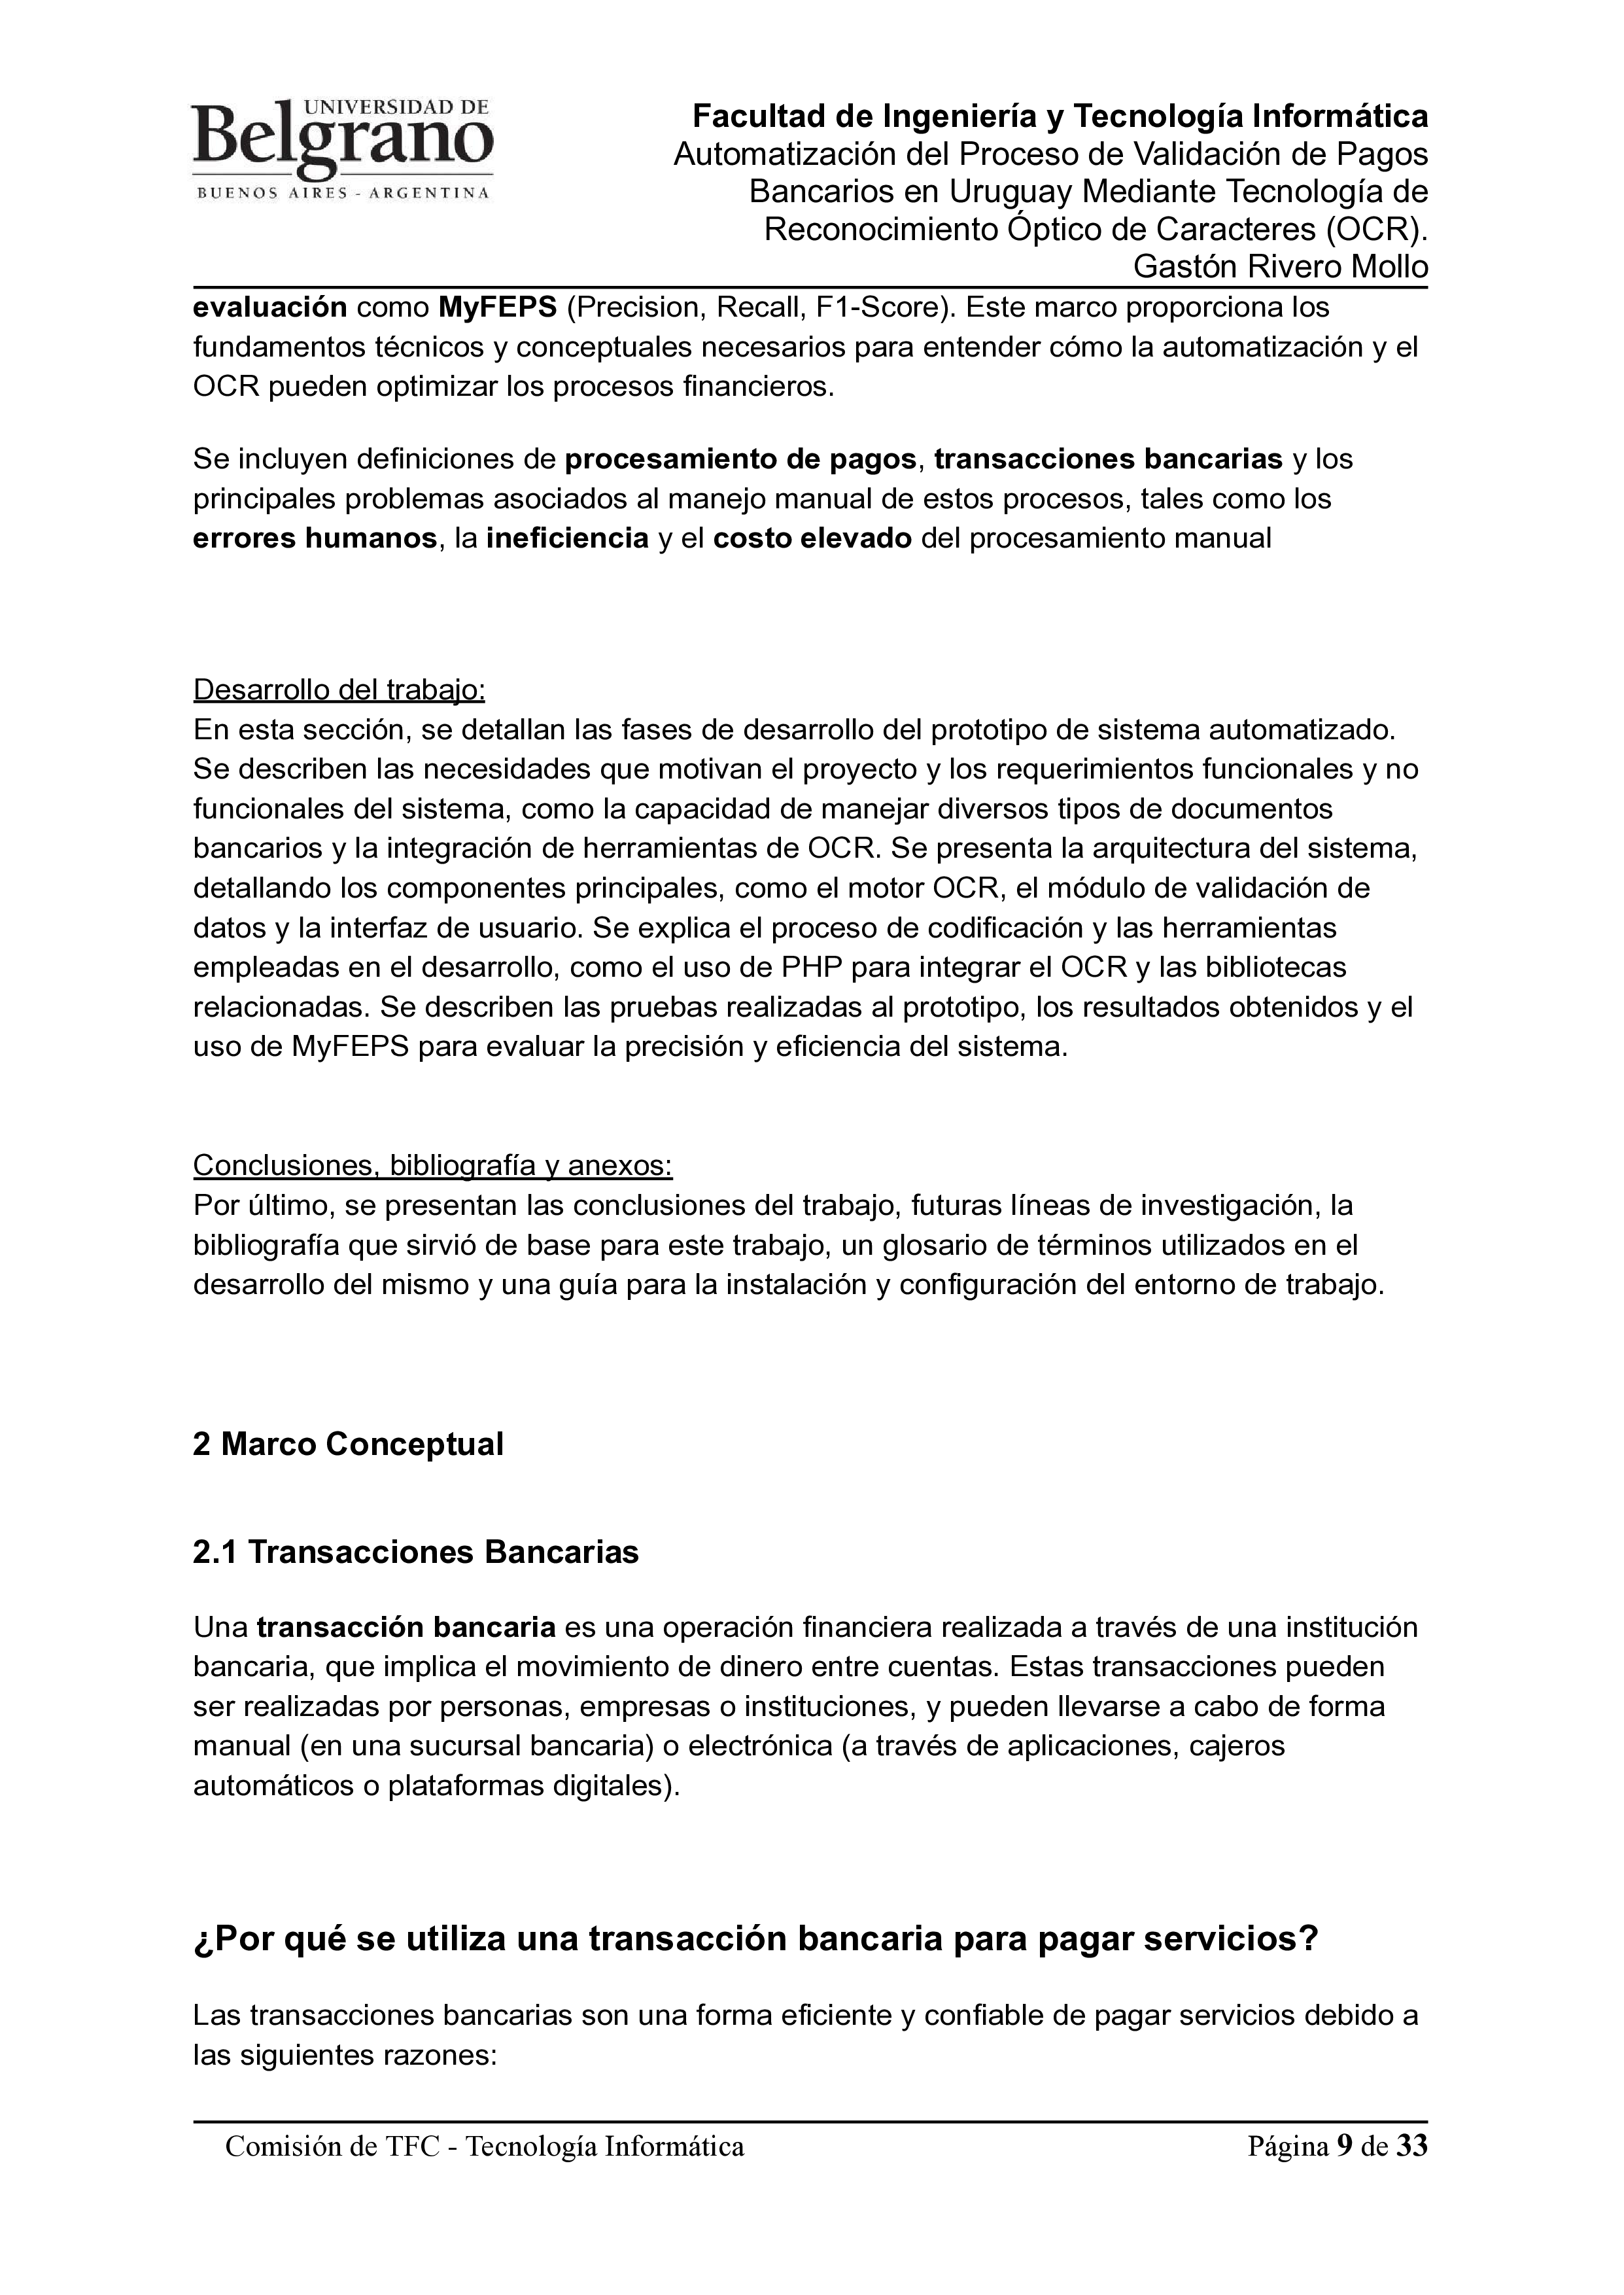 UNIVERSIDAD DE
Belgrano
BUENOS AIRES - ARGENTINA
Facultad de Ingeniería y Tecnología Informática
Automatización del Proceso de Validación de Pagos
Bancarios en Uruguay Mediante Tecnología de
Reconocimiento Óptico de Caracteres (OCR).
Gastón Rivero Mollo
evaluación como MyFEPS (Precision, Recall, F1-Score). Este marco proporciona los
fundamentos técnicos y conceptuales necesarios para entender cómo la automatización y el
OCR pueden optimizar los procesos financieros.
Se incluyen definiciones de procesamiento de pagos, transacciones bancarias y los
principales problemas asociados al manejo manual de estos procesos, tales como los
errores humanos, la ineficiencia y el costo elevado del procesamiento manual
Desarrollo del trabajo:
En esta sección, se detallan las fases de desarrollo del prototipo de sistema automatizado.
Se describen las necesidades que motivan el proyecto y los requerimientos funcionales y no
funcionales del sistema, como la capacidad de manejar diversos tipos de documentos
bancarios y la integración de herramientas de OCR. Se presenta la arquitectura del sistema,
detallando los componentes principales, como el motor OCR, el módulo de validación de
datos y la interfaz de usuario. Se explica el proceso de codificación y las herramientas
empleadas en el desarrollo, como el uso de PHP para integrar el OCR y las bibliotecas
relacionadas. Se describen las pruebas realizadas al prototipo, los resultados obtenidos y el
uso de MyFEPS para evaluar la precisión y eficiencia del sistema.
Conclusiones, bibliografía y anexos:
Por último, se presentan las conclusiones del trabajo, futuras líneas de investigación, la
bibliografía que sirvió de base para este trabajo, un glosario de términos utilizados en el
desarrollo del mismo y una guía para la instalación y configuración del entorno de trabajo.
2 Marco Conceptual
2.1 Transacciones Bancarias
Una transacción bancaria es una operación financiera realizada a través de una institución
bancaria, que implica el movimiento de dinero entre cuentas. Estas transacciones pueden
ser realizadas por personas, empresas o instituciones, y pueden llevarse a cabo de forma
manual (en una sucursal bancaria) o electrónica (a través de aplicaciones, cajeros
automáticos o plataformas digitales).
¿Por qué se utiliza una transacción bancaria para pagar servicios?
Las transacciones bancarias son una forma eficiente y confiable de pagar servicios debido a
las siguientes razones:
Comisión de TFC - Tecnología Informática Página 9 de 33